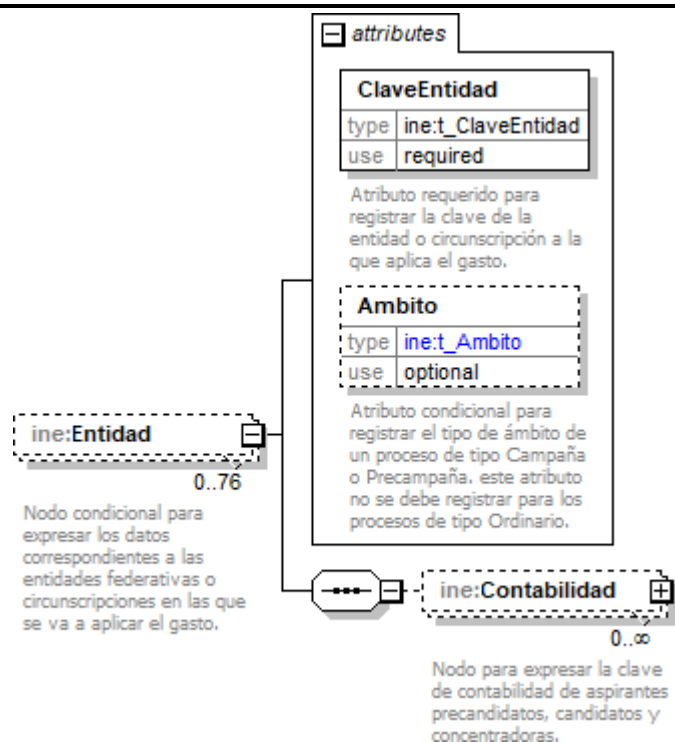 attributes
ClaveEntidad
type ine:t_ClaveEntidad
use required
Atributo requerido para
registrar la clave de la
entidad o circunscripción a la
que aplica el gasto.
Ambito
type ine:t_Ambito
use optional
Atributo condicional para
registrar el tipo de ámbito de
un proceso de tipo Campaña
o Precampaña. este atributo
no se debe registrar para los
procesos de tipo Ordinario.
ine:Entidad
0..76
Nodo condicional para
expresar los datos
correspondientes a las
entidades federativas o
circunscripciones en las que
se va a aplicar el gasto.
ine:Contabilidad
0..∞
Nodo para expresar la clave
de contabilidad de aspirantes
precandidatos, candidatos y
concentradoras.